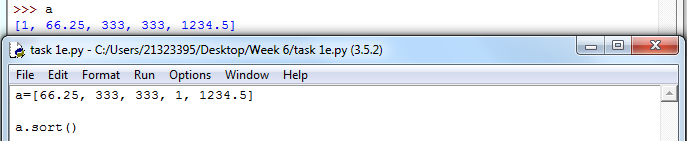 >>> a
[1, 66.25, 333, 333, 1234.5]
task 1e.py - C:/Users/21323395/Desktop/Week 6/task 1e.py (3.5.2)
File Edit Format Run Options Window Help
a=[66.25, 333, 333, 1, 1234.5]
a.sort()